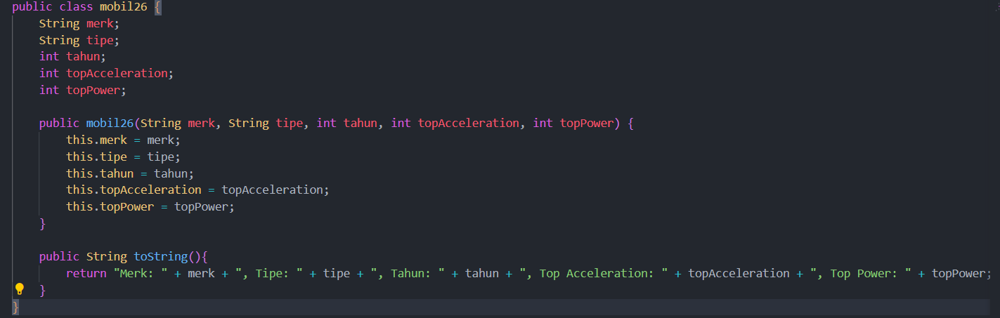 public class mobil26 {
    String merk;
    String tipe;
    int tahun;
    int topAcceleration;
    int topPower;

    public mobil26(String merk, String tipe, int tahun, int topAcceleration, int topPower) {
        this.merk = merk;
        this.tipe = tipe;
        this.tahun = tahun;
        this.topAcceleration = topAcceleration;
        this.topPower = topPower;
    }

    public String toString(){
        return "Merk: " + merk + ", Tipe: " + tipe + ", Tahun: " + tahun + ", Top Acceleration: " + topAcceleration + ", Top Power: " + topPower;
    }
}